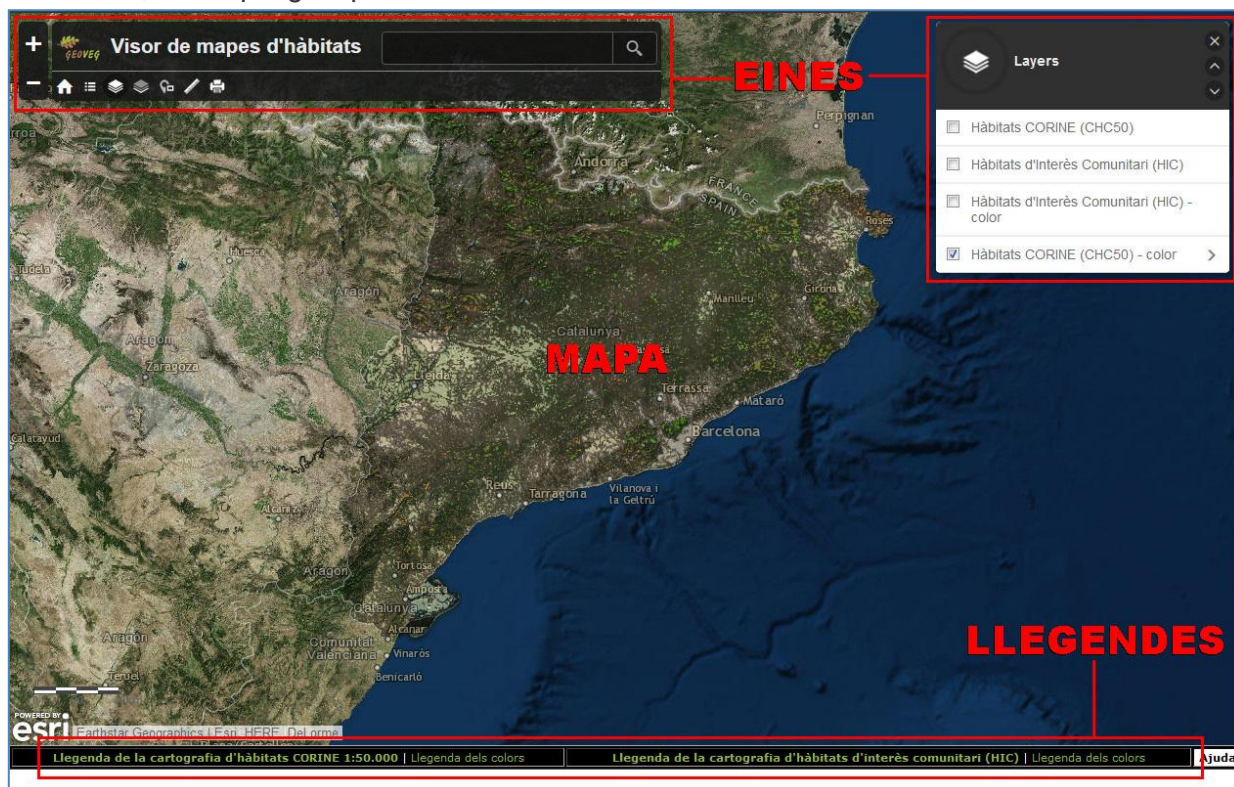 +
GEOVEG
Visor de mapes d'hàbitats
−
EINES
Layers
Hàbitats CORINE (CHC50)
Hàbitats d'Interès Comunitari (HIC)
Hàbitats d'Interès Comunitari (HIC) -
color
Hàbitats CORINE (CHC50) - color
Perpignan
Andorra
FRANCE
SPAIN
Roses
Huesca
Tudela
Aragón
Manlleu
Girona
Catalunya
Aragón
Zaragoza
MAPA
Lleida
Terrassa
Mataró
Calatayud
Barcelona
Reus
Tarragona
Vilanova i
la Geltrú
Alcañiz
Aragón
Tortosa
Amposta
Catalunya
Alcanar
Aragón
Comunitat
Valenciana
Vinaròs
Teruel
Benicarló
LLEGENDES
POWERED BY
esri
Earthstar Geographics | Esri, HERE, DeLorme
Llegenda de la cartografia d'hàbitats CORINE 1:50.000 | Llegenda dels colors
Llegenda de la cartografia d'hàbitats d'interès comunitari (HIC) | Llegenda dels colors
Ajuda